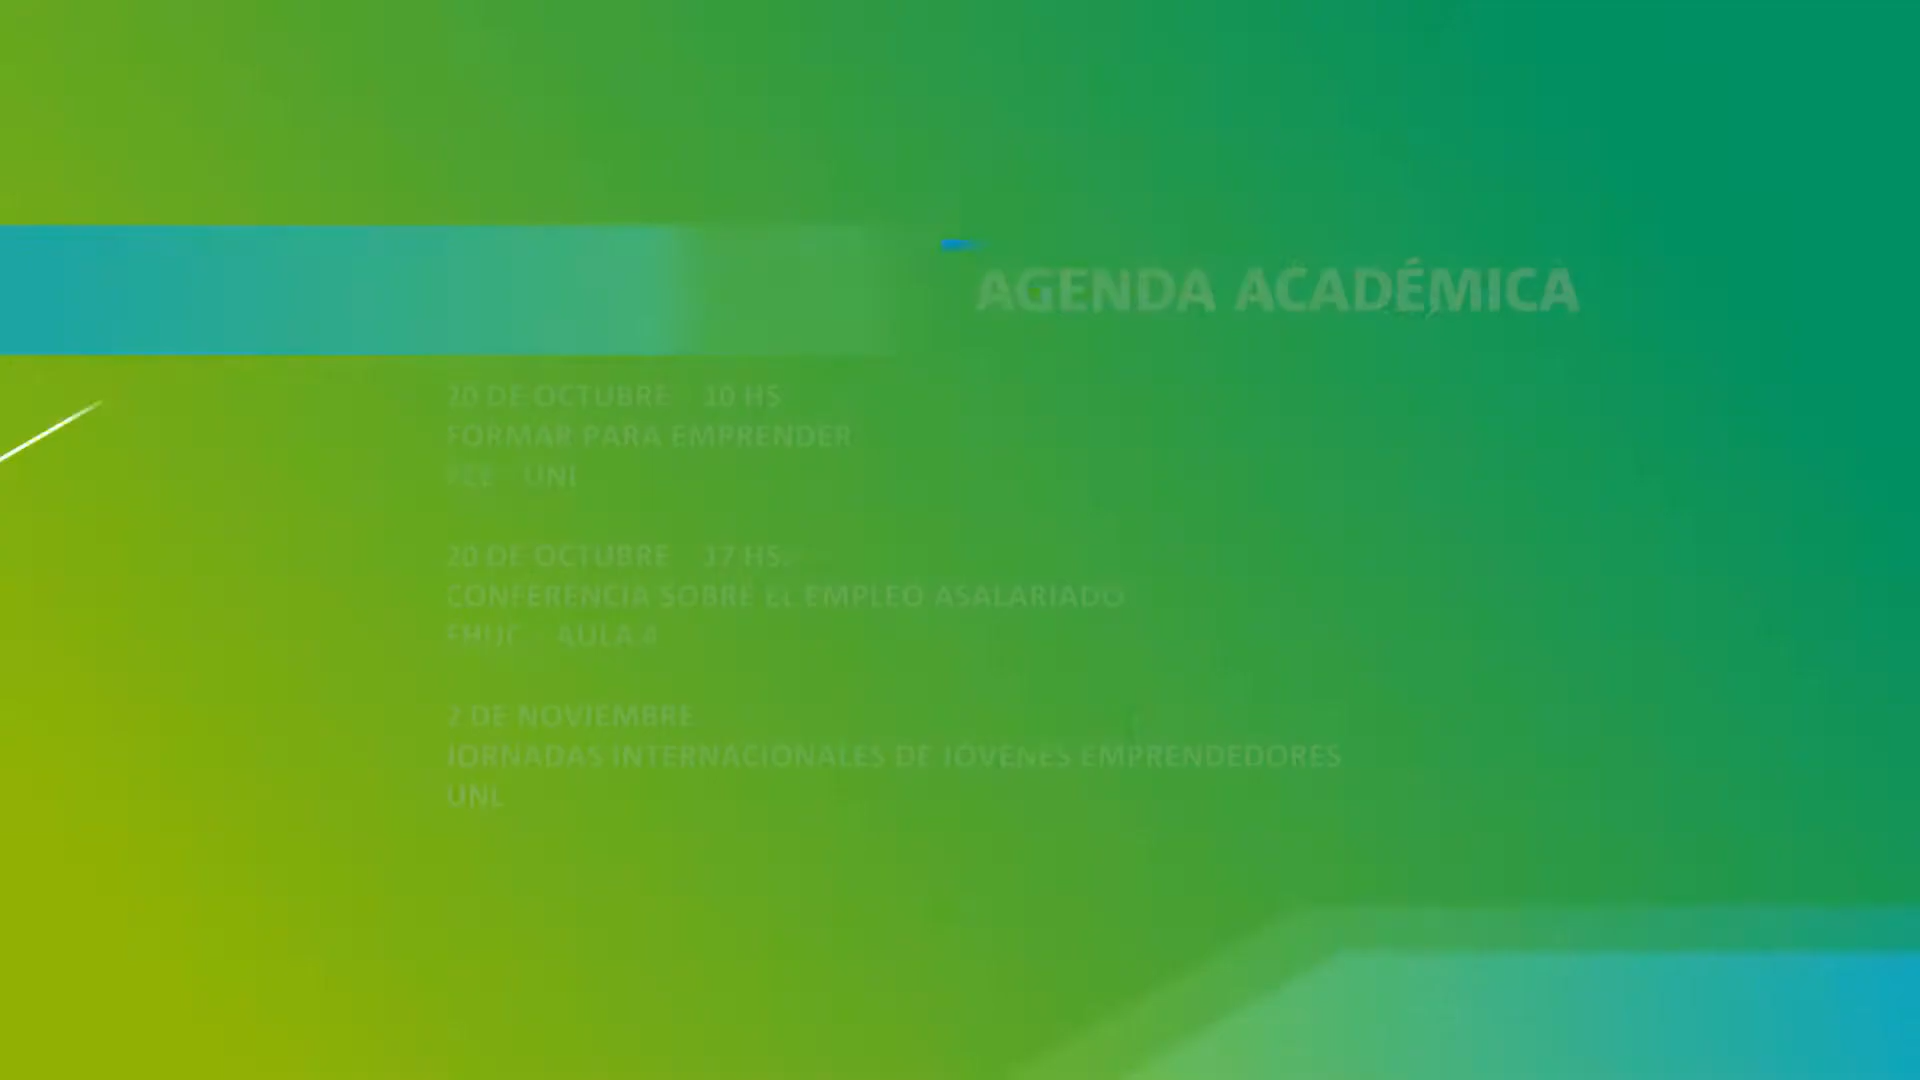 AGENDA ACADÉMICA
20 DE OCTUBRE 10 HS
FORMAR PARA EMPRENDER
FCE UNL
20 DE OCTUBRE 17 HS.
CONFERENCIA SOBRE EL EMPLEO ASALARIADO
AULA 4
2 DE NOVIEMBRE
JORNADAS INTERNACIONALES DE JÓVENES EMPRENDEDORES
UNL